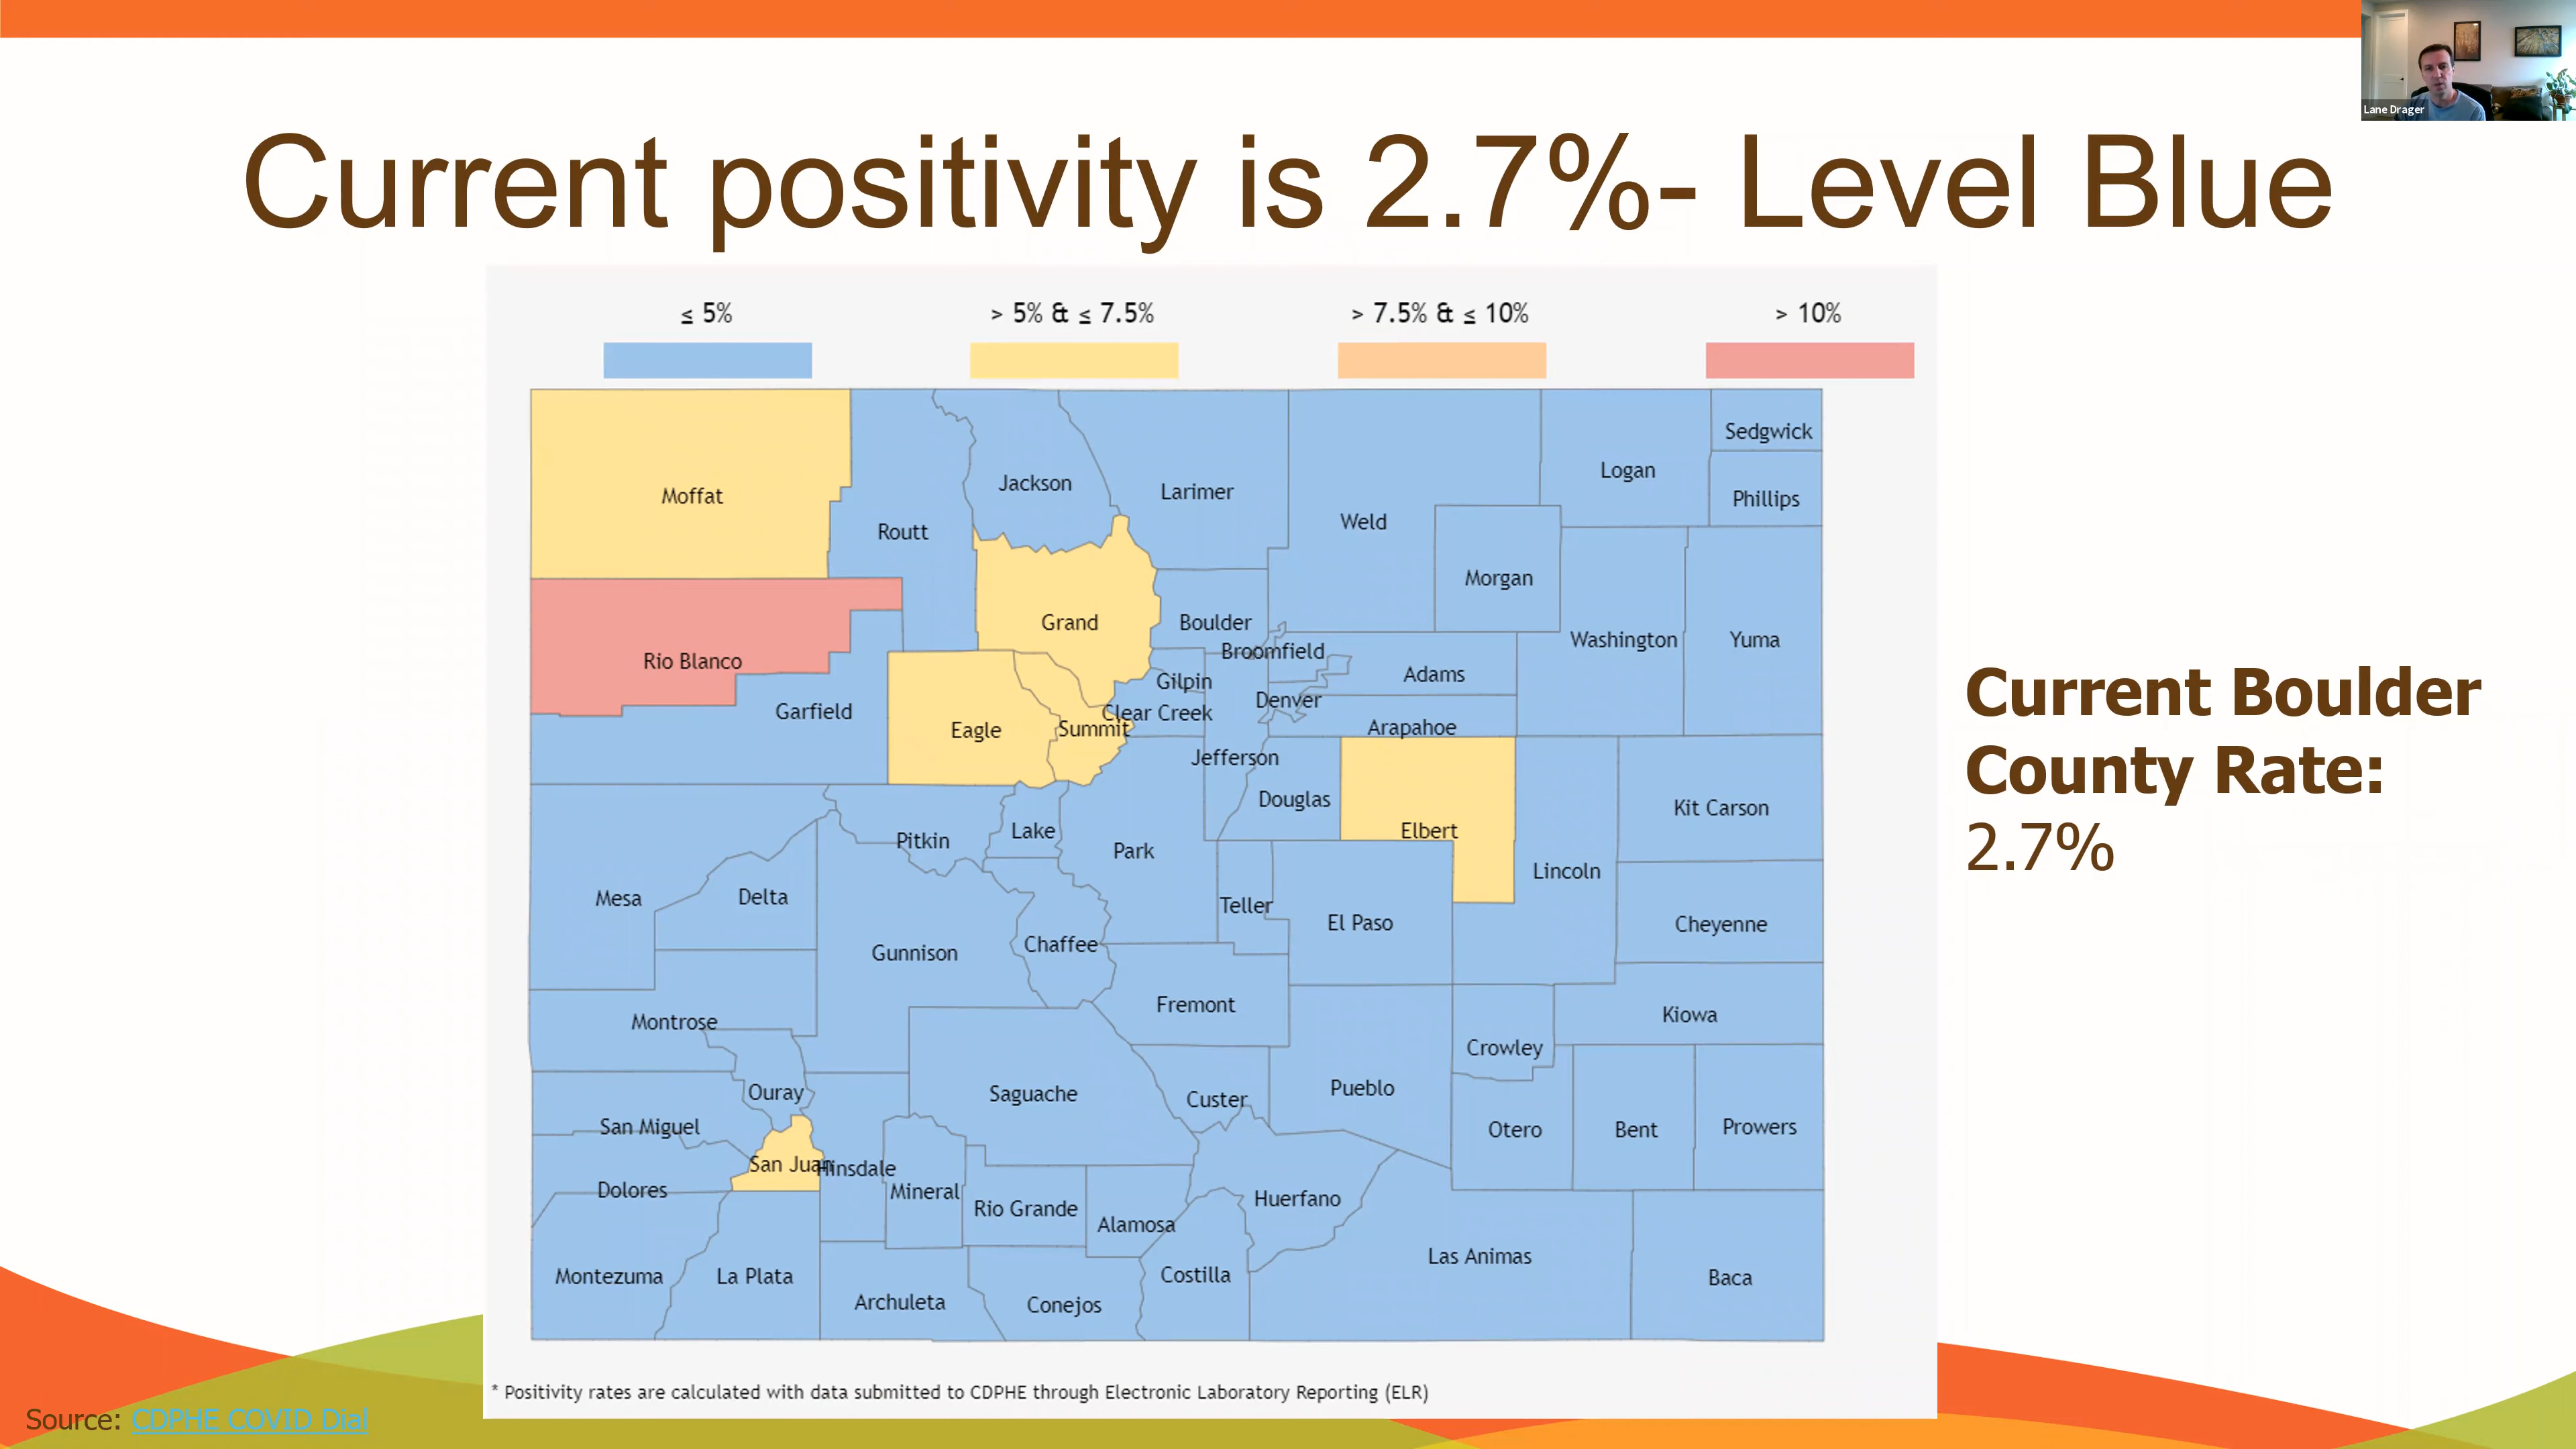 Lane Drager
Current positivity is 2.7%- Level Blue
≤ 5%
> 5% & ≤ 7.5%
> 7.5% & ≤ 10%
> 10%
Sedgwick
Logan
Jackson
Larimer
Moffat
Phillips
Weld
Routt
Morgan
Grand
Boulder
Washington
Yuma
Broomfield
Rio Blanco
Adams
Gilpin
Denver
Garfield
Clear Creek
Eagle
Summit
Arapahoe
Jefferson
Douglas
Kit Carson
Elbert
Lake
Pitkin
Park
Lincoln
Mesa
Delta
Teller
El Paso
Cheyenne
Chaffee
Gunnison
Fremont
Kiowa
Montrose
Crowley
Pueblo
Ouray
Saguache
Custer
San Miguel
Otero
Bent
Prowers
San Juan
Hinsdale
Dolores
Mineral
Huerfano
Rio Grande
Alamosa
Las Animas
Montezuma
La Plata
Costilla
Baca
Archuleta
Conejos
Current Boulder
County Rate:
2.7%
* Positivity rates are calculated with data submitted to CDPHE through Electronic Laboratory Reporting (ELR)
Source: CDPHE COVID Dial